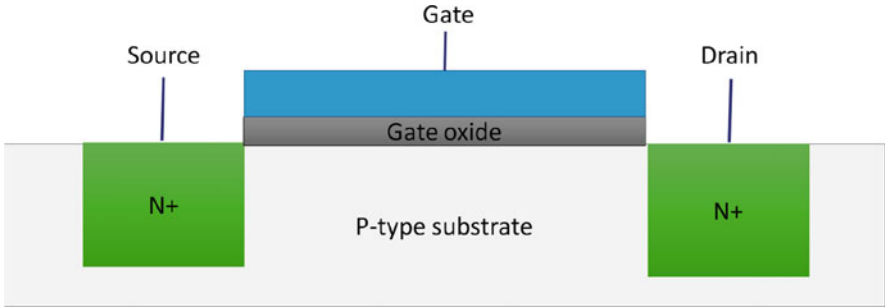 Gate
Source
Drain
Gate oxide
N+
N+
P-type substrate